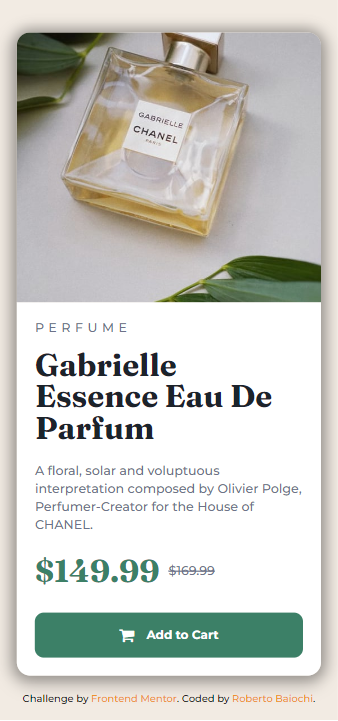 GABRIELLE
CHANEL
PARIS
PERFUME
Gabrielle
Essence Eau De
Parfum
A floral, solar and voluptuous
interpretation composed by Olivier Polge,
Perfumer-Creator for the House of
CHANEL.
$149.99 $169.99
Add to Cart
Challenge by Frontend Mentor. Coded by Roberto Baiochi.